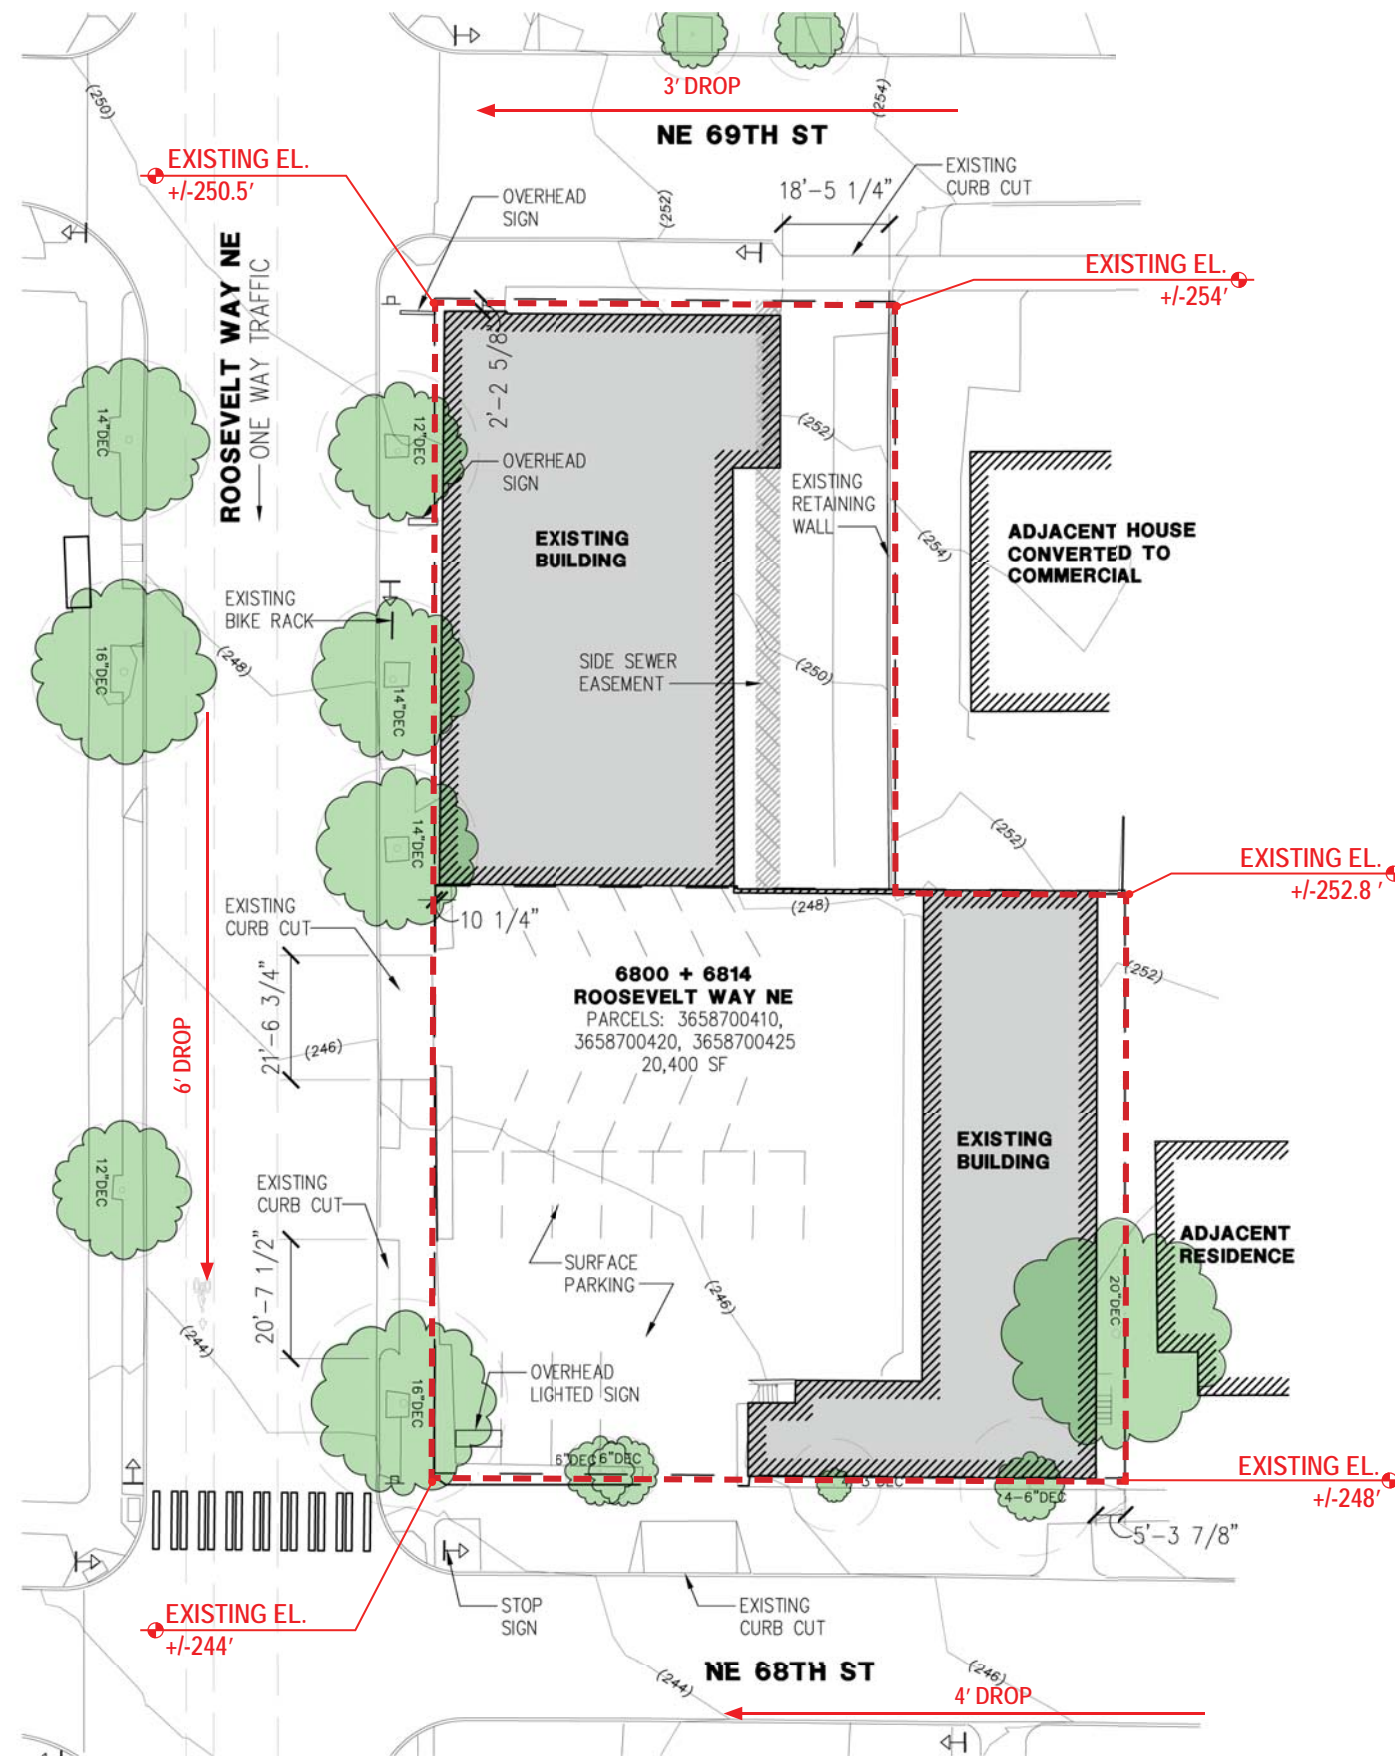 3' DROP
(250)
(254)
NE 69TH ST
EXISTING EL.
+/-250.5'
OVERHEAD
SIGN
(252)
18'-5 1/4"
EXISTING
CURB CUT
EXISTING EL.
+/-254'
ROOSEVELT WAY NE
ONE WAY TRAFFIC
2'-2 5/8"
14"DEC
12"DEC
OVERHEAD
SIGN
(252)
EXISTING
RETAINING
WALL
EXISTING
BUILDING
(254)
ADJACENT HOUSE
CONVERTED TO
COMMERCIAL
EXISTING
BIKE RACK
16"DEC
(248)
14"DEC
SIDE SEWER
EASEMENT
(250)
14"DEC
(252)
EXISTING EL.
+/-252.8 '
EXISTING
CURB CUT
10 1/4"
(248)
21'-6 3/4"
6800 + 6814
ROOSEVELT WAY NE
PARCELS: 3658700410,
3658700420, 3658700425
20,400 SF
(252)
6' DROP
(246)
12"DEC
EXISTING
BUILDING
EXISTING
CURB CUT
20'-7 1/2"
SURFACE
PARKING
(246)
ADJACENT
RESIDENCE
20"DEC
(244)
16"DEC
OVERHEAD
LIGHTED SIGN
6"DEC
6"DEC
4-6"DEC
EXISTING EL.
+/-248'
5'-3 7/8"
EXISTING EL.
+/-244'
STOP
SIGN
EXISTING
CURB CUT
NE 68TH ST
(244)
(246)
4' DROP